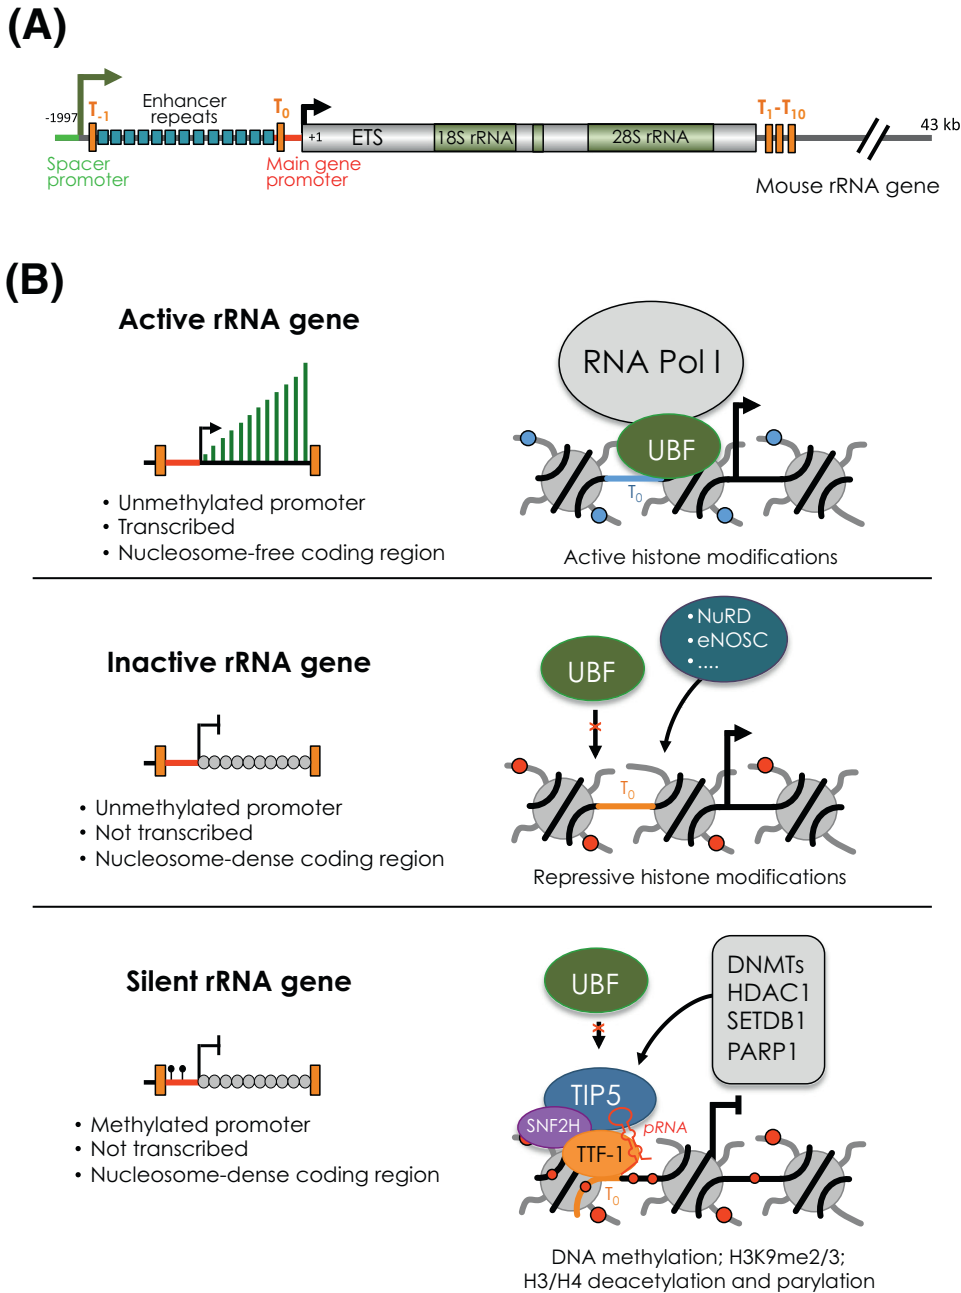 (A)
-1997
T-1
Enhancer
repeats
T0
+1
ETS
18S rRNA
28S rRNA
T1-T10
43 kb
Spacer
promoter
Main gene
promoter
Mouse rRNA gene
(B)
Active rRNA gene
• Unmethylated promoter
• Transcribed
• Nucleosome-free coding region
RNA Pol I
UBF
T0
Active histone modifications
Inactive rRNA gene
• Unmethylated promoter
• Not transcribed
• Nucleosome-dense coding region
UBF
• NuRD
• eNOSC
• ....
T0
Repressive histone modifications
Silent rRNA gene
• Methylated promoter
• Not transcribed
• Nucleosome-dense coding region
UBF
DNMTs
HDAC1
SETDB1
PARP1
TIP5
SNF2H
pRNA
TTF-1
T0
DNA methylation; H3K9me2/3;
H3/H4 deacetylation and parylation